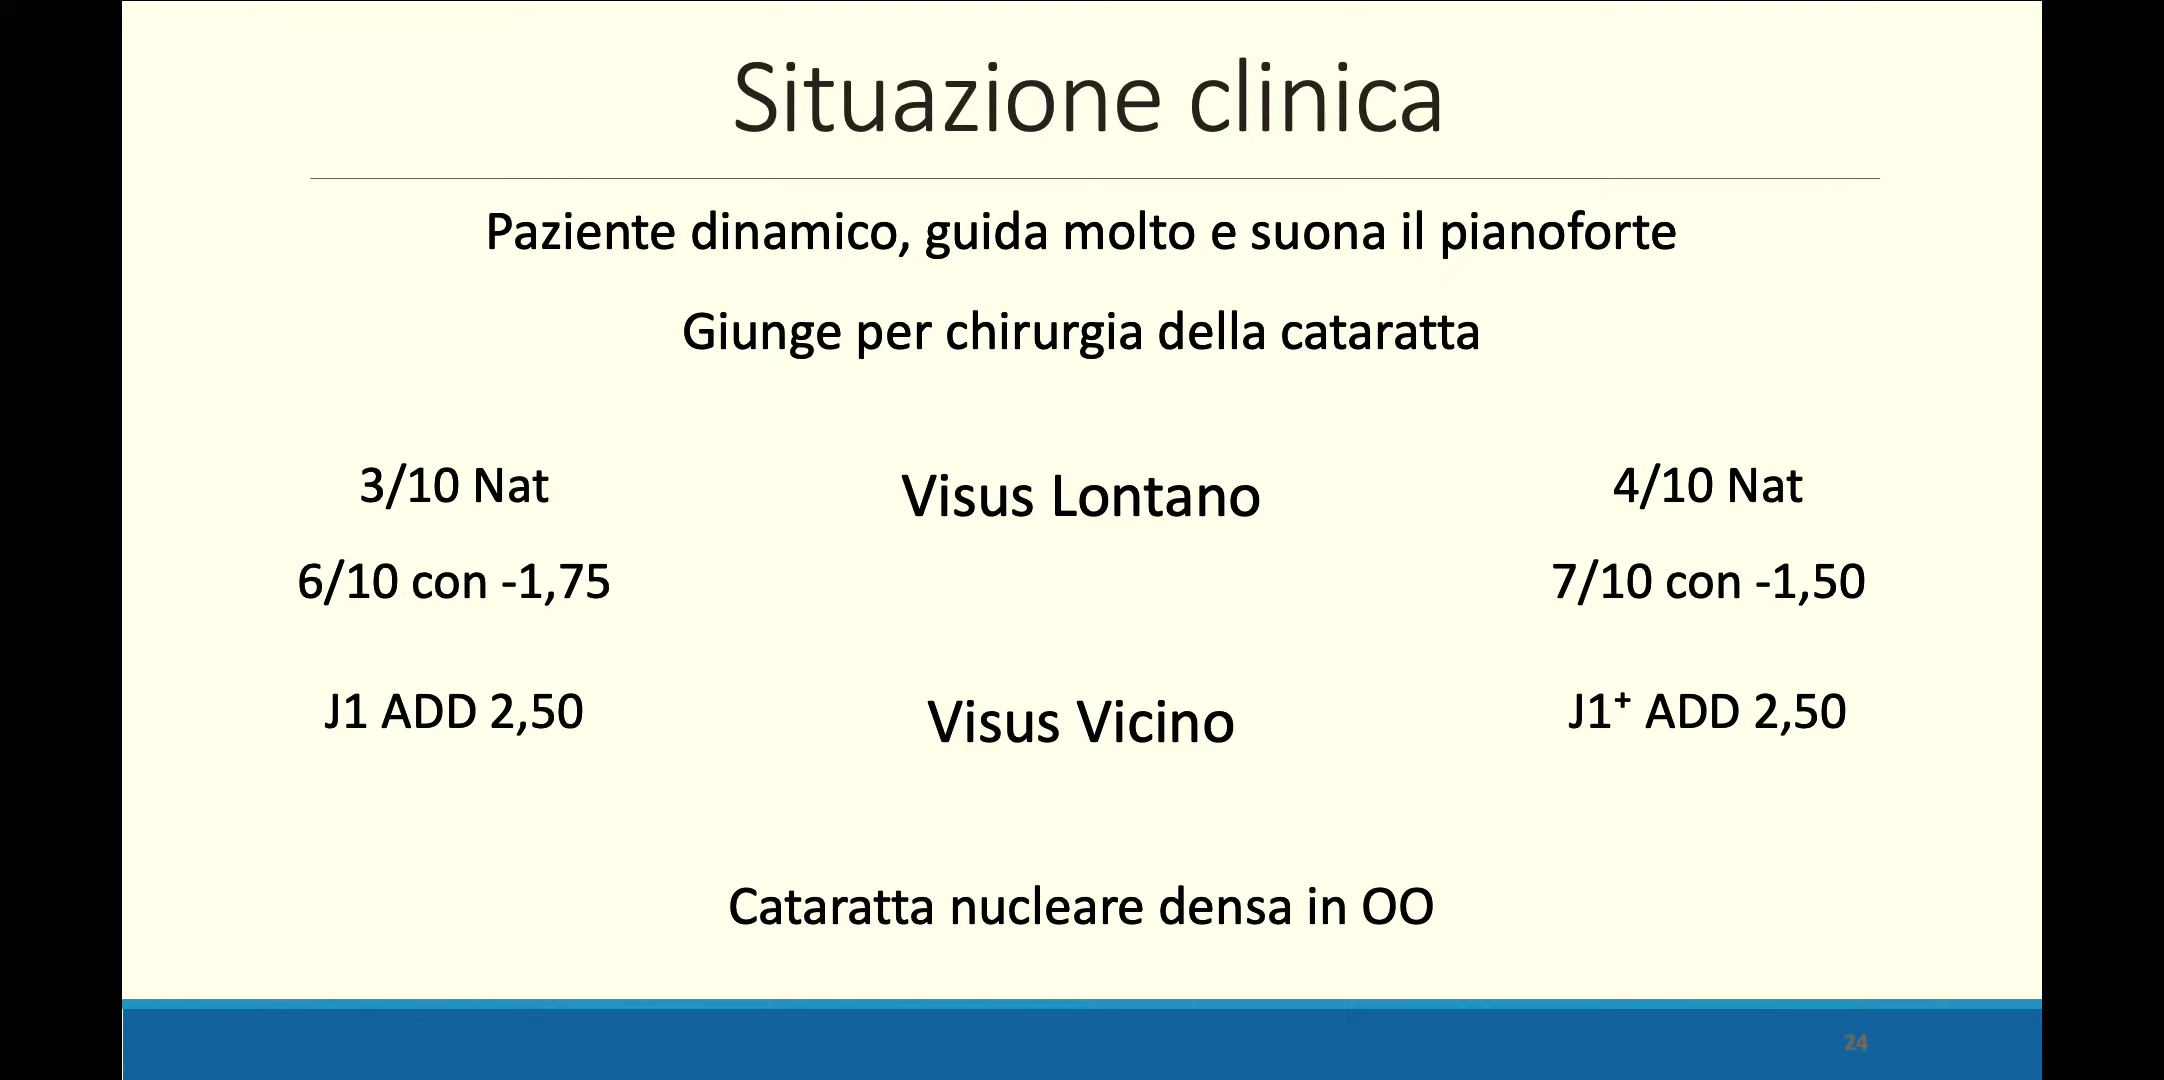 Situazione clinica
Paziente dinamico, guida molto e suona il pianoforte
Giunge per chirurgia della cataratta
3/10 Nat
Visus Lontano
4/10 Nat
6/10 con -1,75
7/10 con -1,50
J1 ADD 2,50
Visus Vicino
J1⁺ ADD 2,50
Cataratta nucleare densa in OO
24